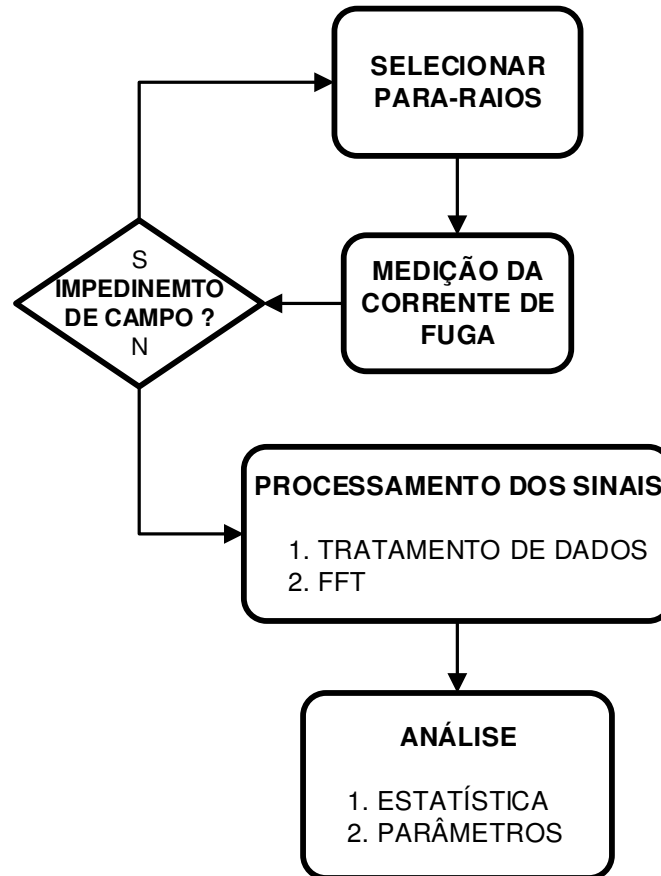 SELECIONAR
PARA-RAIOS
MEDIÇÃO DA
CORRENTE DE
FUGA
S
IMPEDINEMTO
DE CAMPO ?
N
PROCESSAMENTO DOS SINAIS
1. TRATAMENTO DE DADOS
2. FFT
ANÁLISE
1. ESTATÍSTICA
2. PARÂMETROS